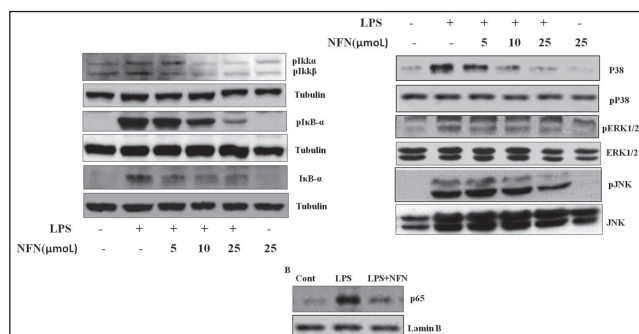 LPS - + + + + -
NFN(μmoL) - - 5 10 25 25
pIkkα
pIkkβ
Tubulin
pIκB-α
Tubulin
IκB-α
Tubulin
LPS - + + + + -
NFN(μmoL) - - 5 10 25 25
P38
pP38
pERK1/2
ERK1/2
pJNK
JNK
B
Cont LPS LPS+NFN
p65
Lamin B